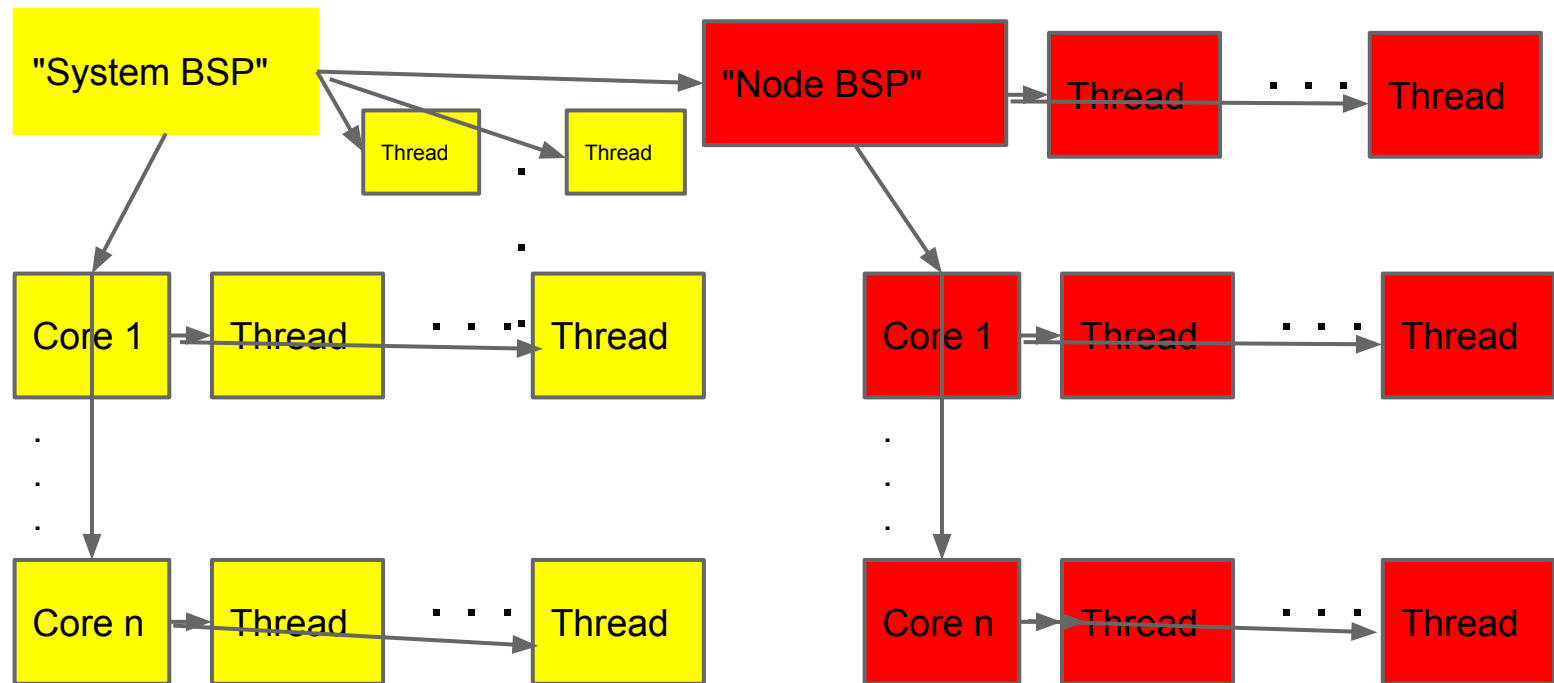 "System BSP"
"Node BSP"
Thread
. . .
Thread
Thread
Thread
.
.
.
Core 1
Thread
. . .
Thread
Core 1
Thread
. . .
Thread
.
.
.
.
.
.
Core n
Thread
. . .
Thread
Core n
Thread
. . .
Thread